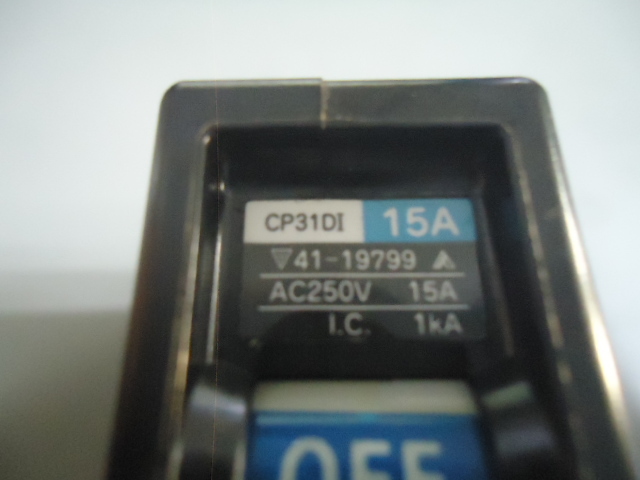 CP31DI 15A
▽41-19799
AC250V 15A
I.C. 1kA
OFF